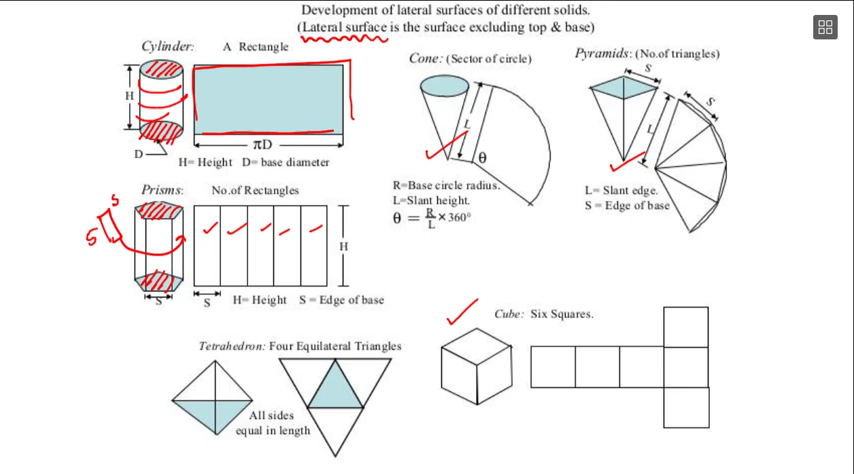 Development of lateral surfaces of different solids.
(Lateral surface is the surface excluding top & base)
Cylinder: A Rectangle
H
D
πD
H= Height D= base diameter
Cone: (Sector of circle)
L
θ
R=Base circle radius.
L=Slant height.
θ = R/L × 360°
Pyramids: (No.of triangles)
S
L
S
L= Slant edge.
S = Edge of base
Prisms: No.of Rectangles
S
S
H
S
S
H= Height S = Edge of base
Tetrahedron: Four Equilateral Triangles
All sides
equal in length
Cube: Six Squares.